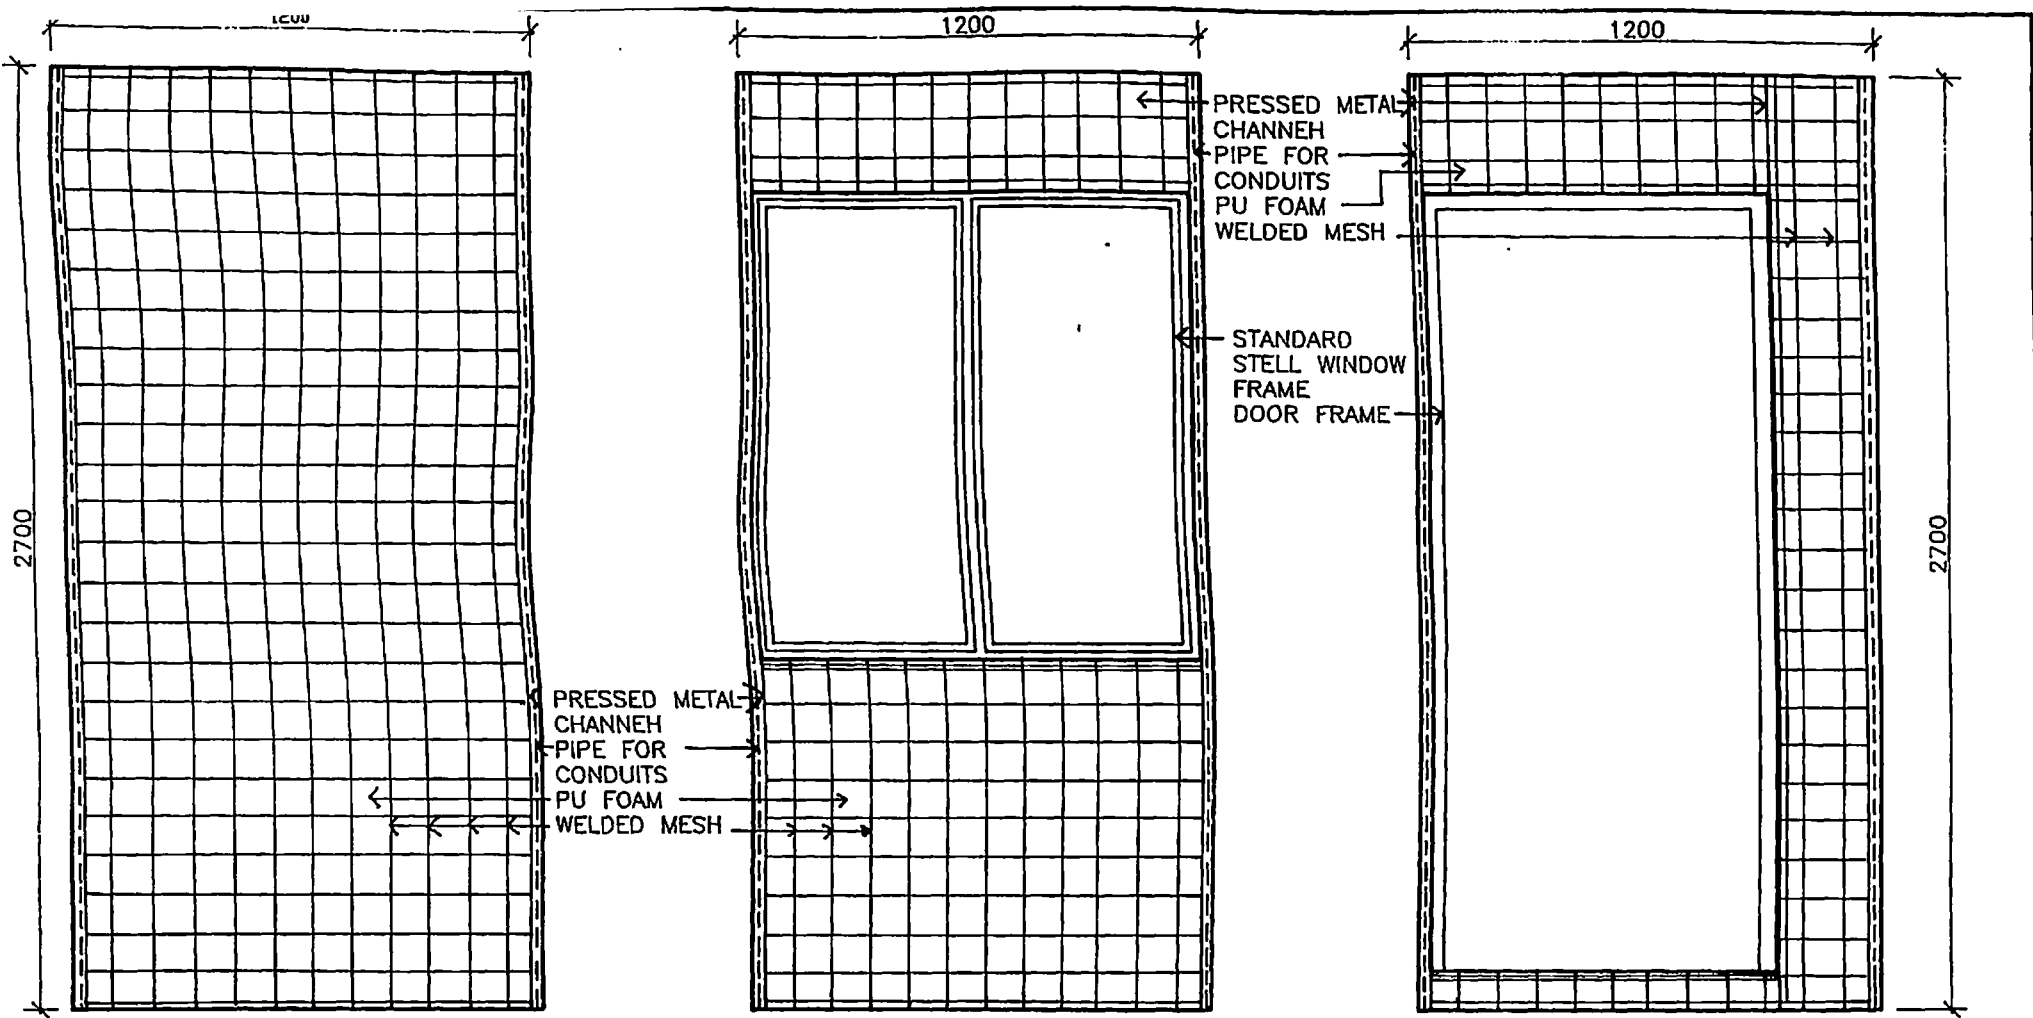 1200
1200
1200
PRESSED METAL
CHANNEH
PIPE FOR
CONDUITS
PU FOAM
WELDED MESH
STANDARD
STELL WINDOW
FRAME
DOOR FRAME
2700
2700
PRESSED METAL
CHANNEH
PIPE FOR
CONDUITS
PU FOAM
WELDED MESH